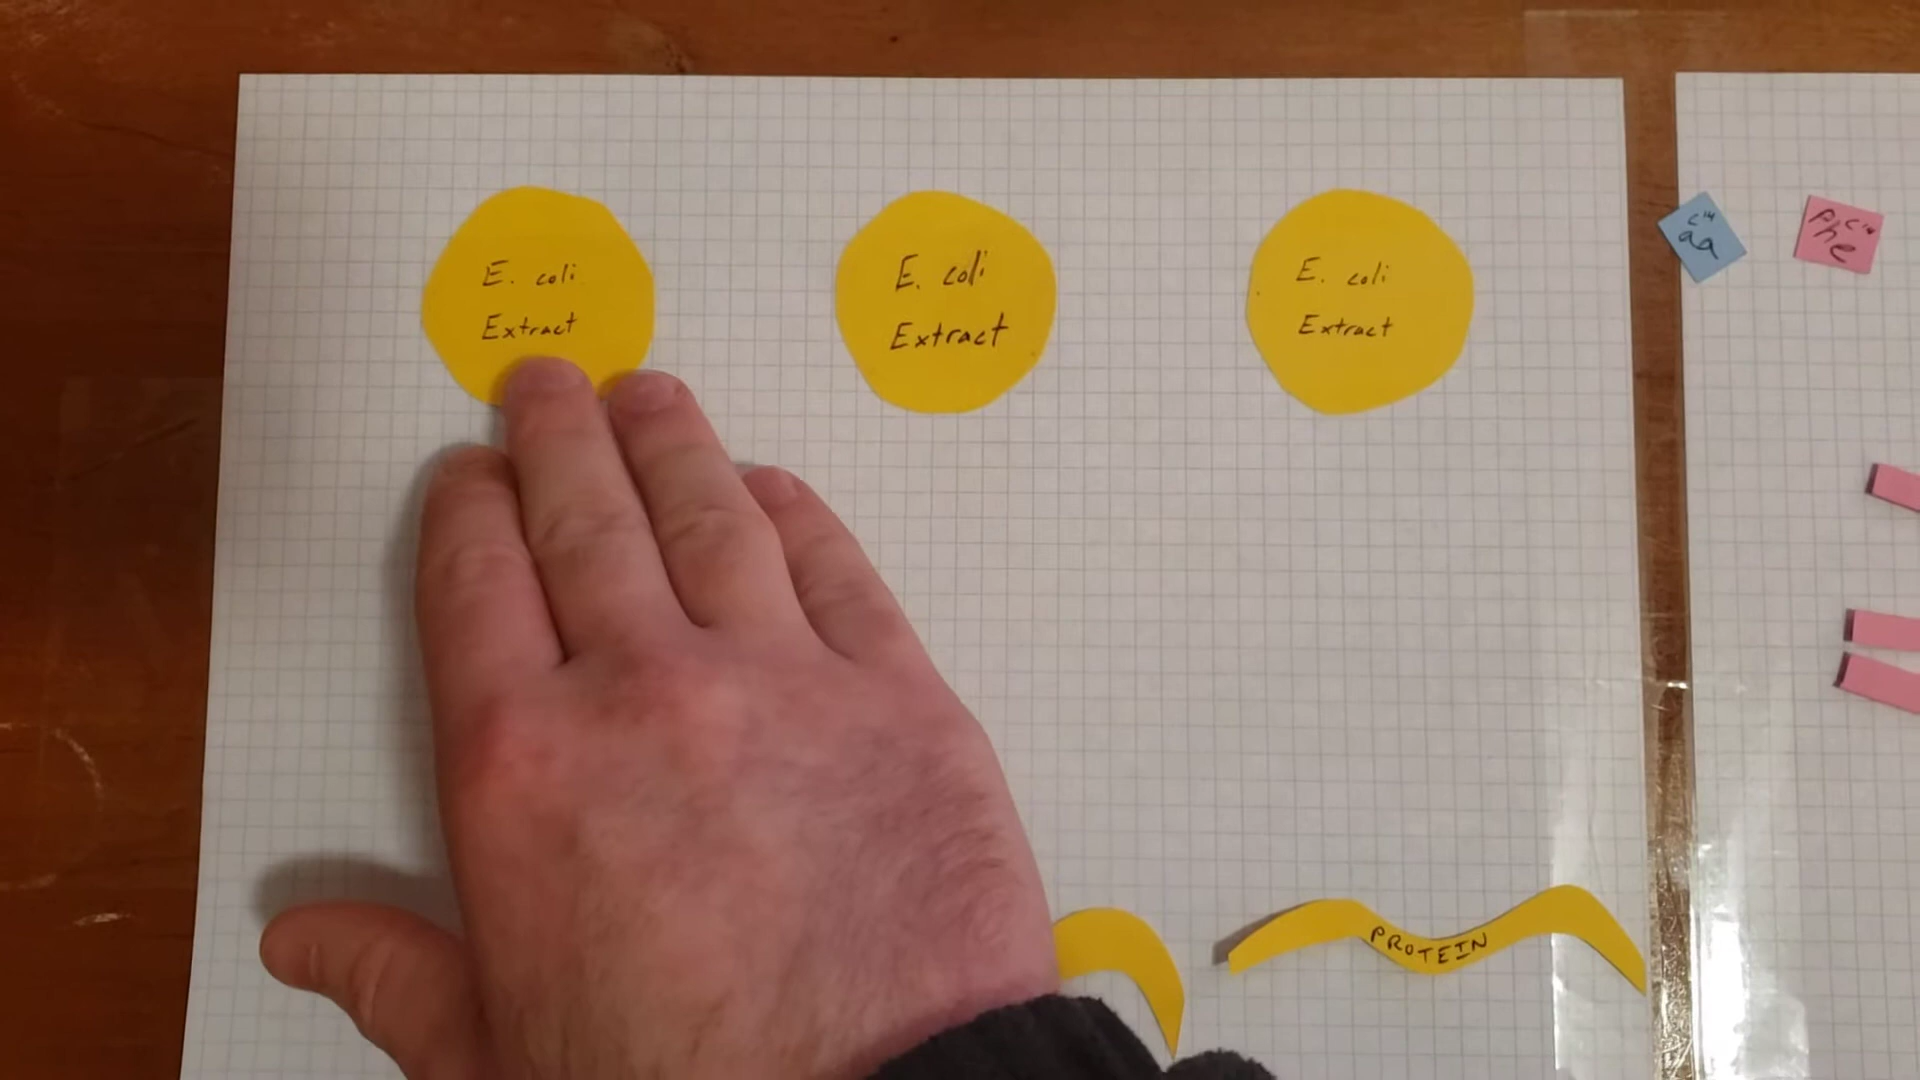 E. coli
Extract
E. coli
Extract
E. coli
Extract
C14
aa
C14
Phe
PROTEIN